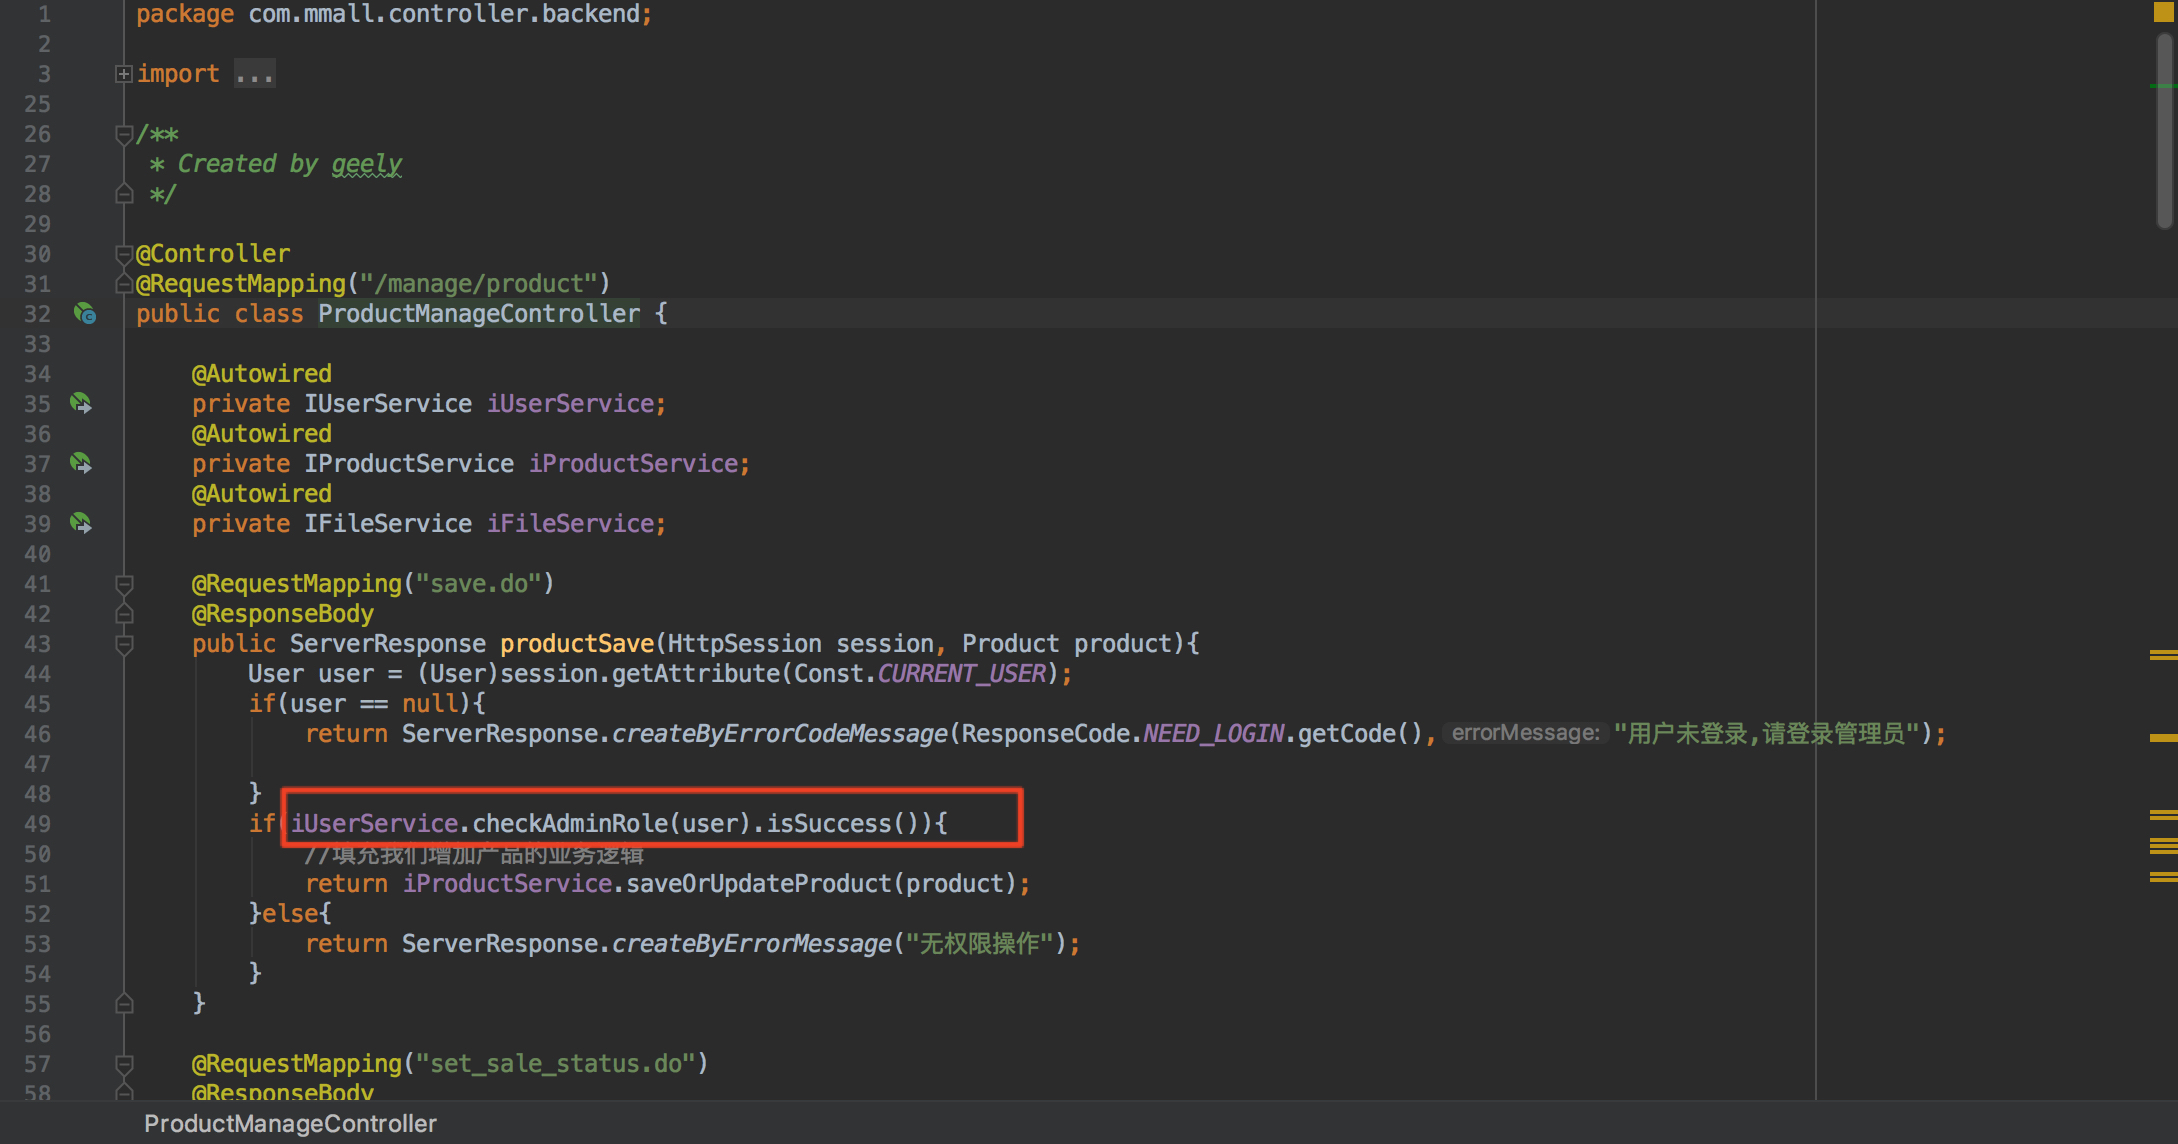 1 package com.mmall.controller.backend;
2
3 import ...
25
26 /**
27 * Created by geely
28 */
29
30 @Controller
31 @RequestMapping("/manage/product")
32 public class ProductManageController {
33
34 @Autowired
35 private IUserService iUserService;
36 @Autowired
37 private IProductService iProductService;
38 @Autowired
39 private IFileService iFileService;
40
41 @RequestMapping("save.do")
42 @ResponseBody
43 public ServerResponse productSave(HttpSession session, Product product){
44 User user = (User)session.getAttribute(Const.CURRENT_USER);
45 if(user == null){
46 return ServerResponse.createByErrorCodeMessage(ResponseCode.NEED_LOGIN.getCode(), errorMessage: "用户未登录,请登录管理员");
47
48 }
49 if(iUserService.checkAdminRole(user).isSuccess()){
50 //填充我们增加产品的业务逻辑
51 return iProductService.saveOrUpdateProduct(product);
52 }else{
53 return ServerResponse.createByErrorMessage("无权限操作");
54 }
55 }
56
57 @RequestMapping("set_sale_status.do")
58 @ResponseBody
ProductManageController